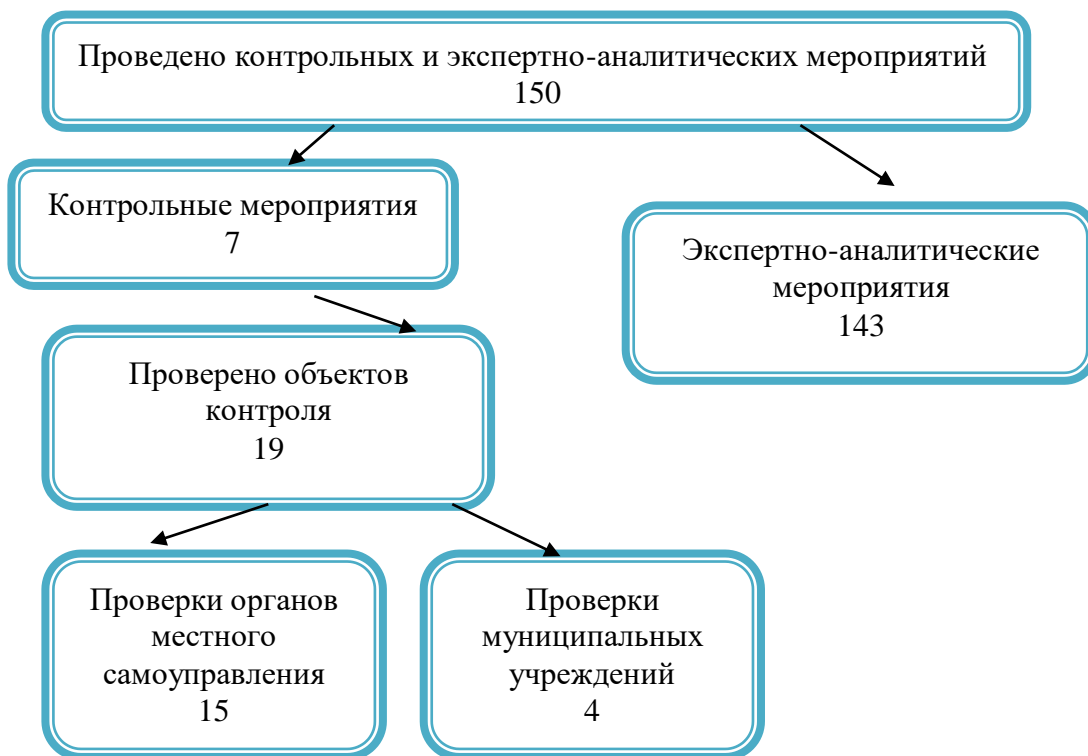 Проведено контрольных и экспертно-аналитических мероприятий
150
Контрольные мероприятия
7
Экспертно-аналитические
мероприятия
143
Проверено объектов
контроля
19
Проверки органов
местного
самоуправления
15
Проверки
муниципальных
учреждений
4